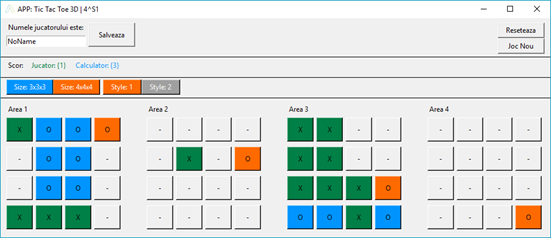 APP: Tic Tac Toe 3D | 4^S1
Numele jucatorului este:
NoName
Salveaza
Reseteaza
Joc Nou
Scor: Jucator: {1} Calculator: {3}
Size: 3x3x3 Size: 4x4x4 Style: 1 Style: 2
Area 1 Area 2 Area 3 Area 4
X O O O - - - - X X - - - - - -
- O O - - X - O X X - - - - - -
- O O - - - - - X X X O - - - -
X X X - - - - - O O X O - - - O